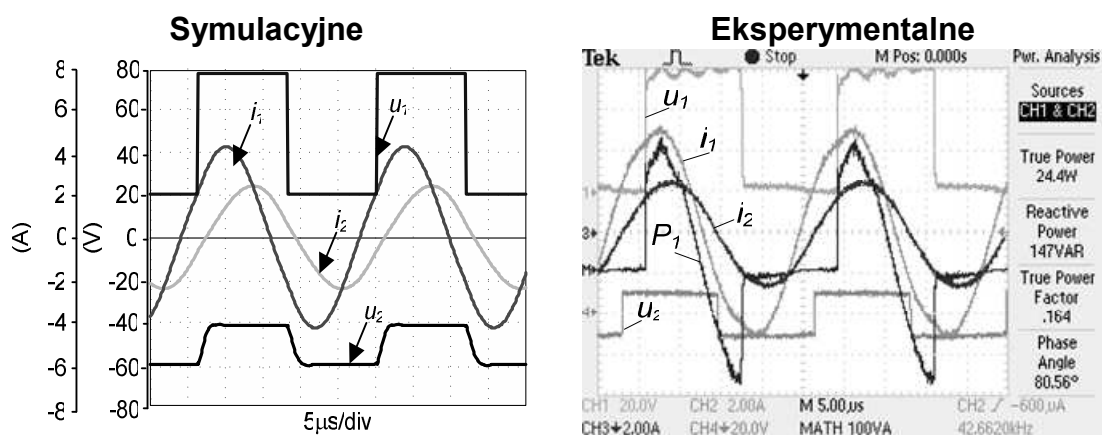 Symulacyjne
Eksperymentalne
8 80
6 60
4 40
2 20
0 0
-2 -20
-4 -40
-6 -60
-8 -80
(A)
(V)
i1
u1
i2
u2
5µs/div
Tek Stop M Pos: 0.000s Pwr. Analysis
Sources
CH1 & CH2
True Power
24.4W
Reactive
Power
147VAR
True Power
Factor
.164
Phase
Angle
80.56°
u1
i1
i2
P1
u2
CH1 20.0V CH2 2.00A M 5.00µs CH2 -600µA
CH3 2.00A CH4 20.0V MATH 100VA 42.6620kHz